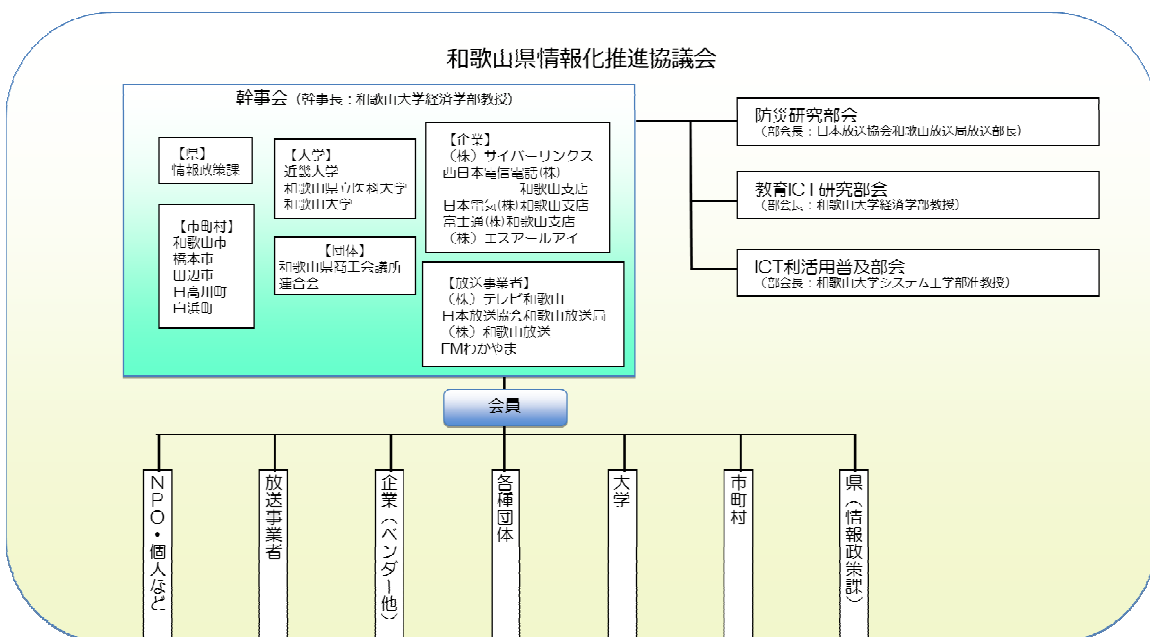 和歌山県情報化推進協議会
幹事会（幹事長：和歌山大学経済学部教授）
【県】
情報政策課
【市町村】
和歌山市
橋本市
田辺市
日高川町
白浜町
【大学】
近畿大学
和歌山県立医科大学
和歌山大学
【団体】
和歌山県商工会議所
連合会
【企業】
（株）サイバーリンクス
西日本電信電話(株)
和歌山支店
日本電気(株)和歌山支店
富士通(株)和歌山支店
（株）エスアールアイ
【放送事業者】
（株）テレビ和歌山
日本放送協会和歌山放送局
（株）和歌山放送
FMわかやま
防災研究部会
（部会長：日本放送協会和歌山放送局放送部長）
教育ICT研究部会
（部会長：和歌山大学経済学部教授）
ICT利活用普及部会
（部会長：和歌山大学システム工学部准教授）
会員
NPO・個人など
放送事業者
企業（ベンダー他）
各種団体
大学
市町村
県（情報政策課）